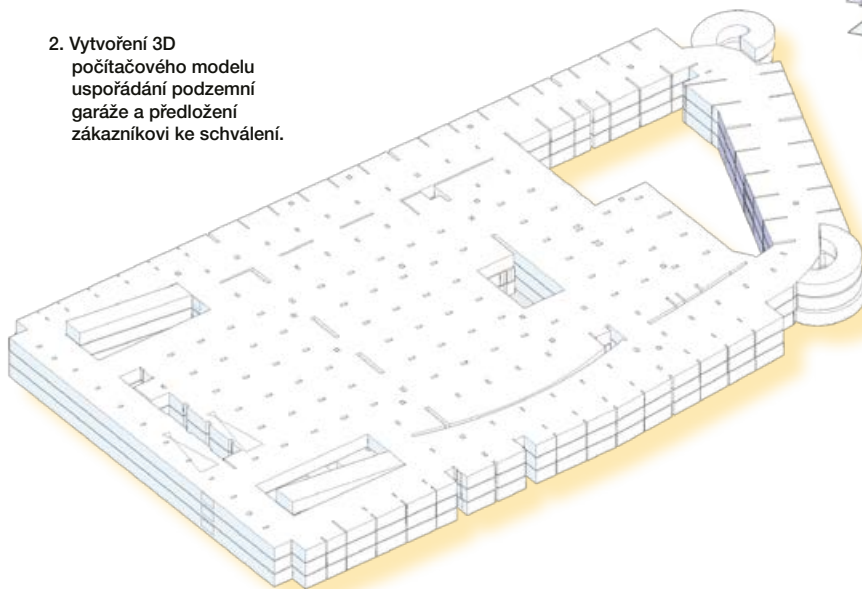 2. Vytvoření 3D
počítačového modelu
uspořádání podzemní
garáže a předložení
zákazníkovi ke schválení.